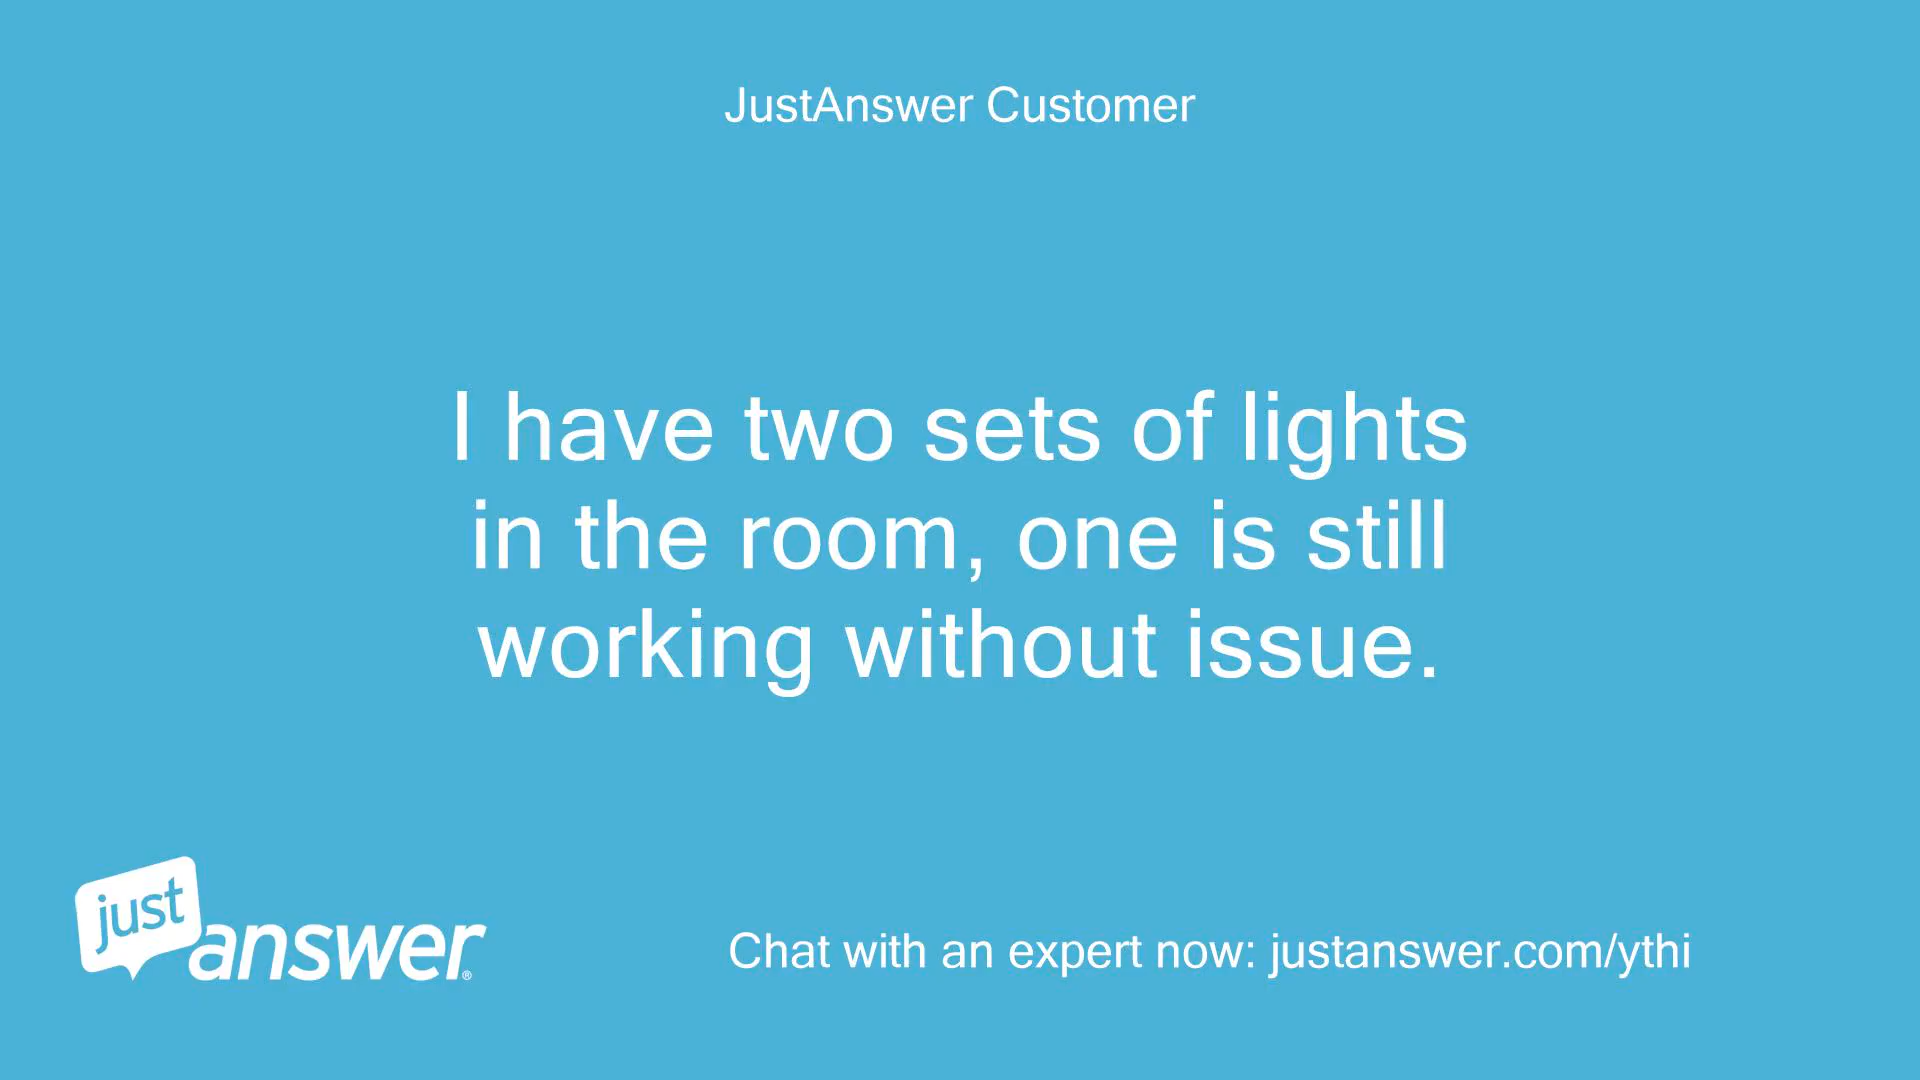 JustAnswer Customer
I have two sets of lights
in the room, one is still
working without issue.
just
answer®
Chat with an expert now: justanswer.com/ythi